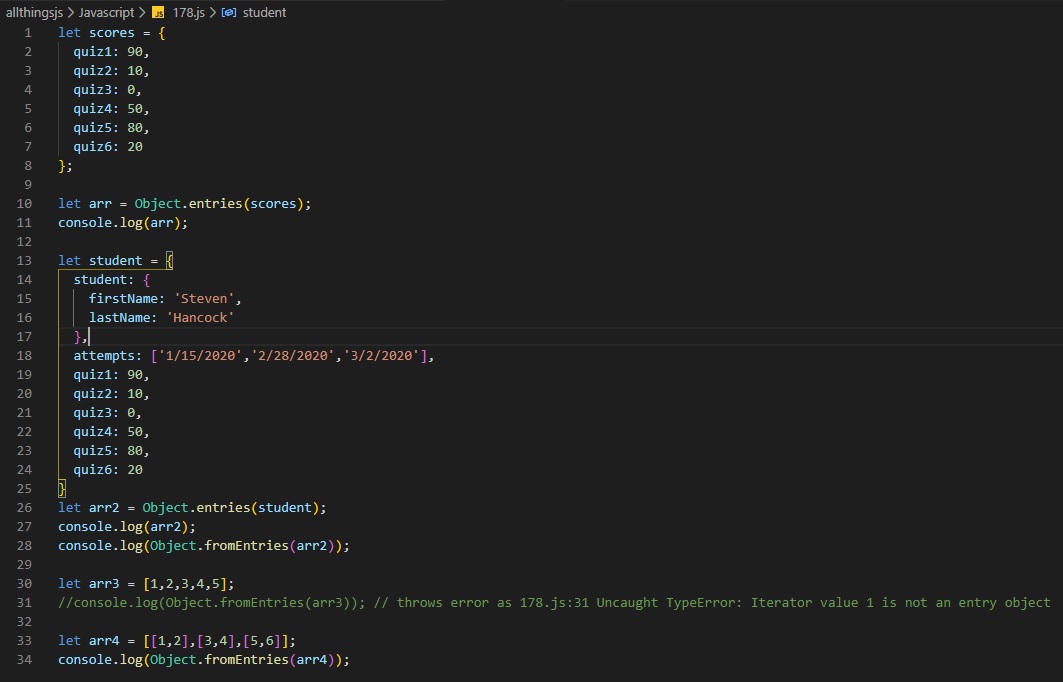 allthingsjs > Javascript > JS 178.js > student
1 let scores = {
2 quiz1: 90,
3 quiz2: 10,
4 quiz3: 0,
5 quiz4: 50,
6 quiz5: 80,
7 quiz6: 20
8 };
9
10 let arr = Object.entries(scores);
11 console.log(arr);
12
13 let student = {
14 student: {
15 firstName: 'Steven',
16 lastName: 'Hancock'
17 },
18 attempts: ['1/15/2020','2/28/2020','3/2/2020'],
19 quiz1: 90,
20 quiz2: 10,
21 quiz3: 0,
22 quiz4: 50,
23 quiz5: 80,
24 quiz6: 20
25 }
26 let arr2 = Object.entries(student);
27 console.log(arr2);
28 console.log(Object.fromEntries(arr2));
29
30 let arr3 = [1,2,3,4,5];
31 //console.log(Object.fromEntries(arr3)); // throws error as 178.js:31 Uncaught TypeError: Iterator value 1 is not an entry object
32
33 let arr4 = [[1,2],[3,4],[5,6]];
34 console.log(Object.fromEntries(arr4));